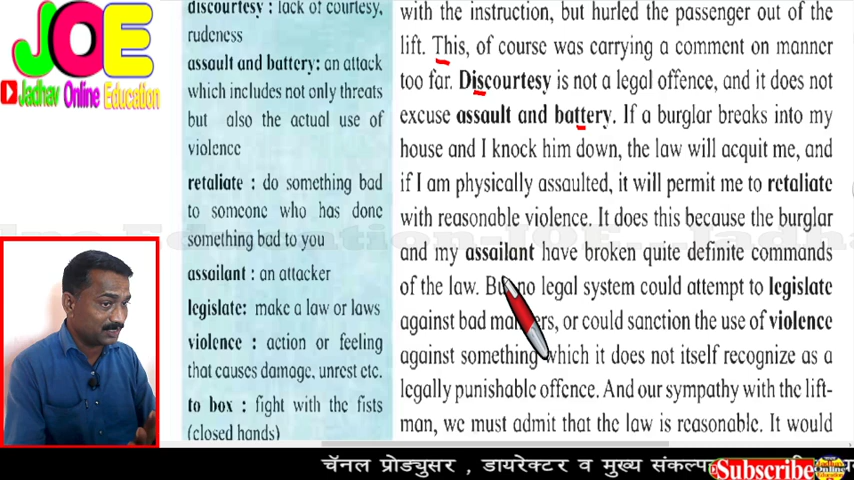 JOE
Jadhav Online Education
discourtesy : lack of courtesy,
rudeness
assault and battery: an attack
which includes not only threats
but also the actual use of
violence
retaliate : do something bad
to someone who has done
something bad to you
assailant : an attacker
legislate: make a law or laws
violence : action or feeling
that causes damage, unrest etc.
to box : fight with the fists
(closed hands)
with the instruction, but hurled the passenger out of the
lift. This, of course was carrying a comment on manner
too far. Discourtesy is not a legal offence, and it does not
excuse assault and battery. If a burglar breaks into my
house and I knock him down, the law will acquit me, and
if I am physically assaulted, it will permit me to retaliate
with reasonable violence. It does this because the burglar
and my assailant have broken quite definite commands
of the law. But no legal system could attempt to legislate
against bad manners, or could sanction the use of violence
against something which it does not itself recognize as a
legally punishable offence. And our sympathy with the lift-
man, we must admit that the law is reasonable. It would
चॅनल प्रोड्युसर , डायरेक्टर व मुख्य संकल्प
Subscribe